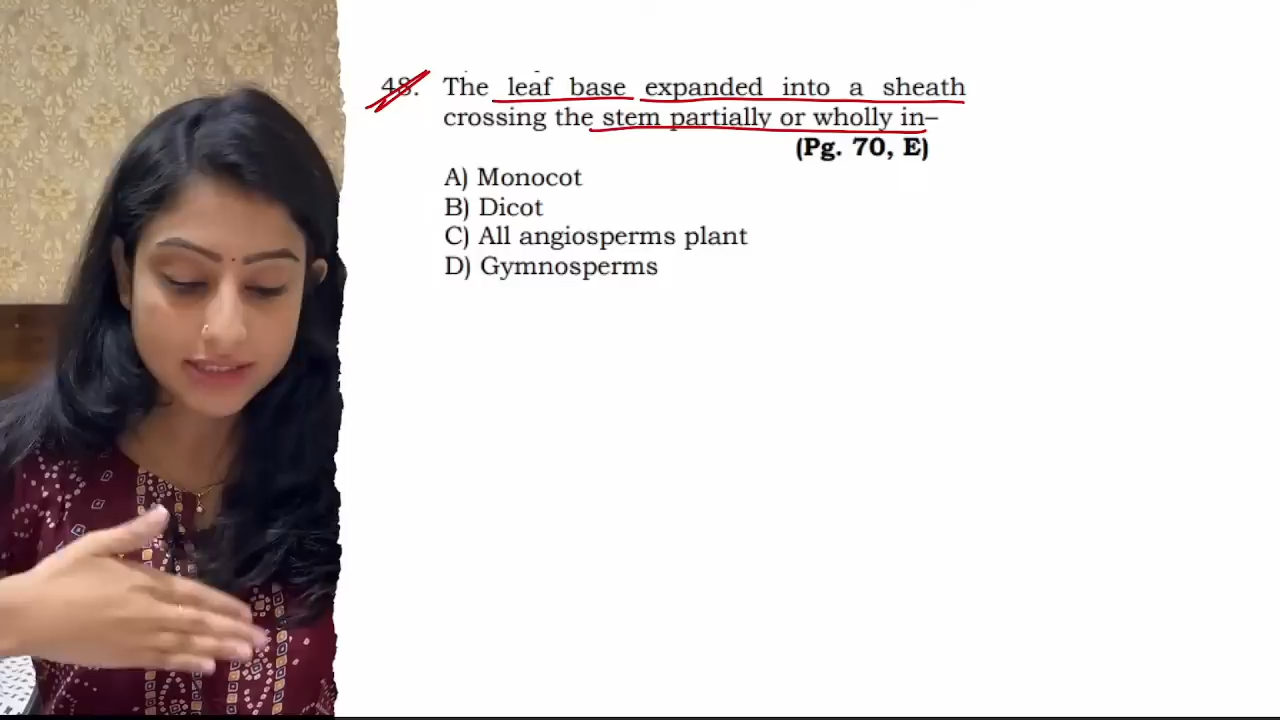 48. The leaf base expanded into a sheath
crossing the stem partially or wholly in–
(Pg. 70, E)
A) Monocot
B) Dicot
C) All angiosperms plant
D) Gymnosperms